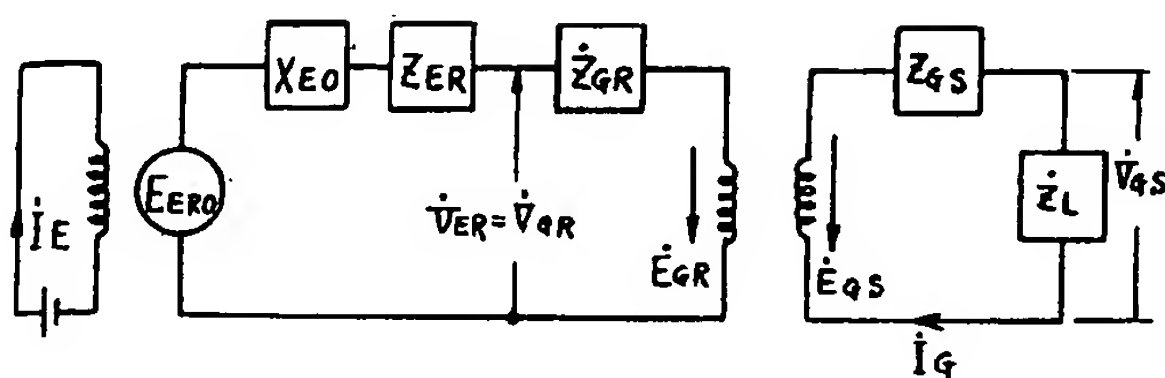 XEO
ZER
ŻGR
ZGS
EERO
İE
V̇ER=V̇GR
ĖGR
ĖGS
ŻL
V̇GS
İG